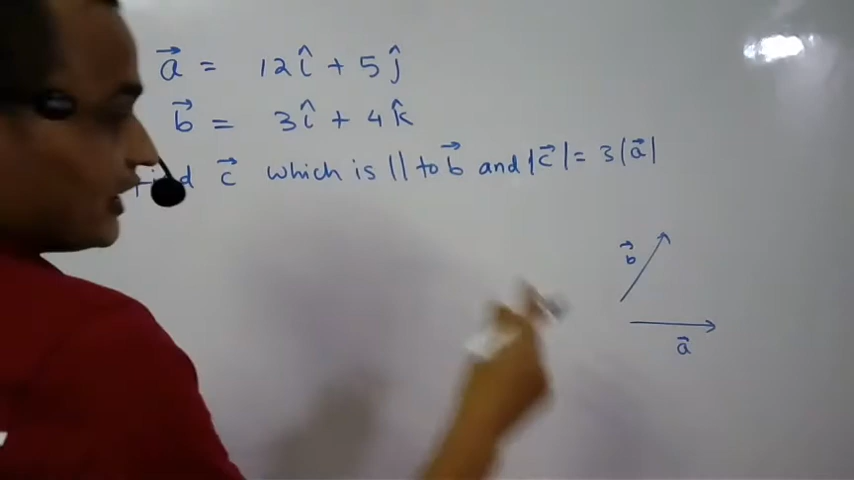 a⃗ = 12î + 5ĵ
b⃗ = 3î + 4k̂
c⃗ which is || to b⃗ and |c⃗| = 3|a⃗|
b⃗
a⃗